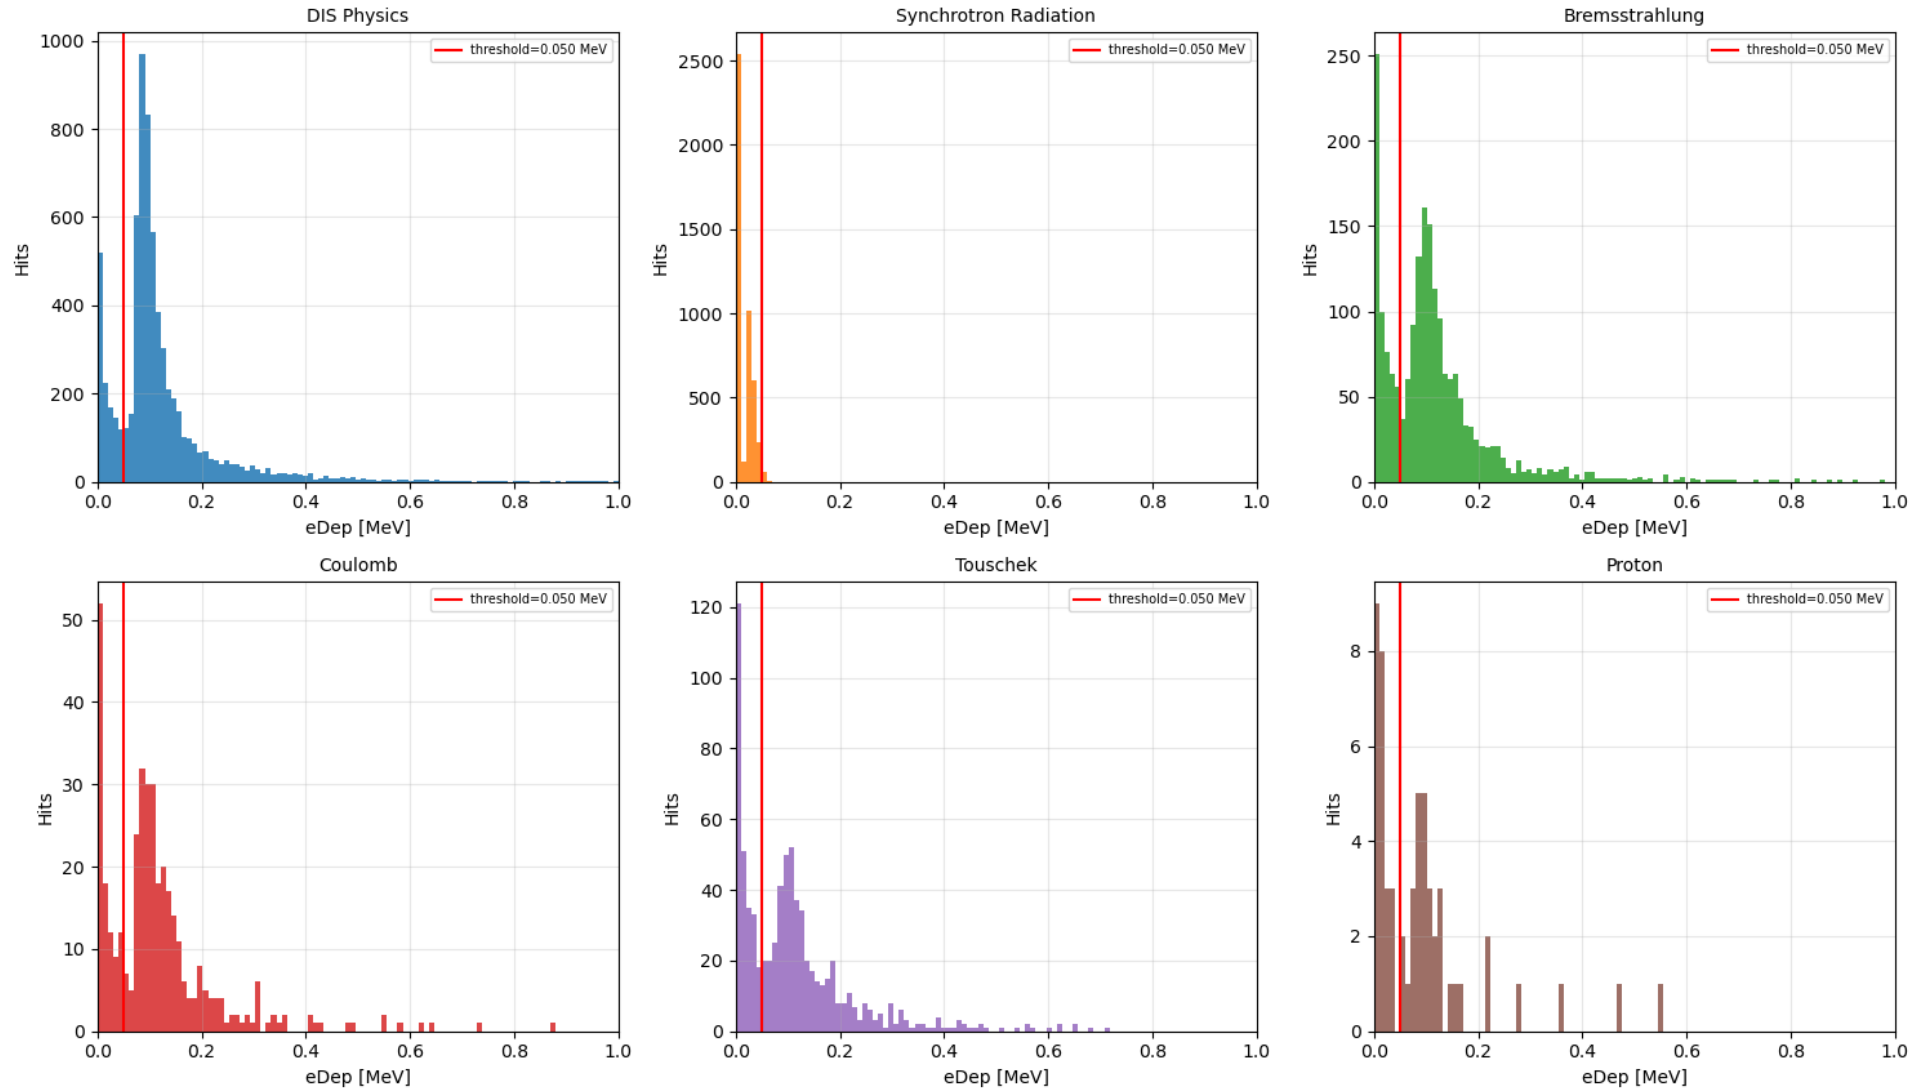 DIS Physics
threshold=0.050 MeV
1000
800
600
400
200
0
Hits
0.0 0.2 0.4 0.6 0.8 1.0
eDep [MeV]
Synchrotron Radiation
threshold=0.050 MeV
2500
2000
1500
1000
500
0
Hits
0.0 0.2 0.4 0.6 0.8 1.0
eDep [MeV]
Bremsstrahlung
threshold=0.050 MeV
250
200
150
100
50
0
Hits
0.0 0.2 0.4 0.6 0.8 1.0
eDep [MeV]
Coulomb
threshold=0.050 MeV
50
40
30
20
10
0
Hits
0.0 0.2 0.4 0.6 0.8 1.0
eDep [MeV]
Touschek
threshold=0.050 MeV
120
100
80
60
40
20
0
Hits
0.0 0.2 0.4 0.6 0.8 1.0
eDep [MeV]
Proton
threshold=0.050 MeV
8
6
4
2
0
Hits
0.0 0.2 0.4 0.6 0.8 1.0
eDep [MeV]